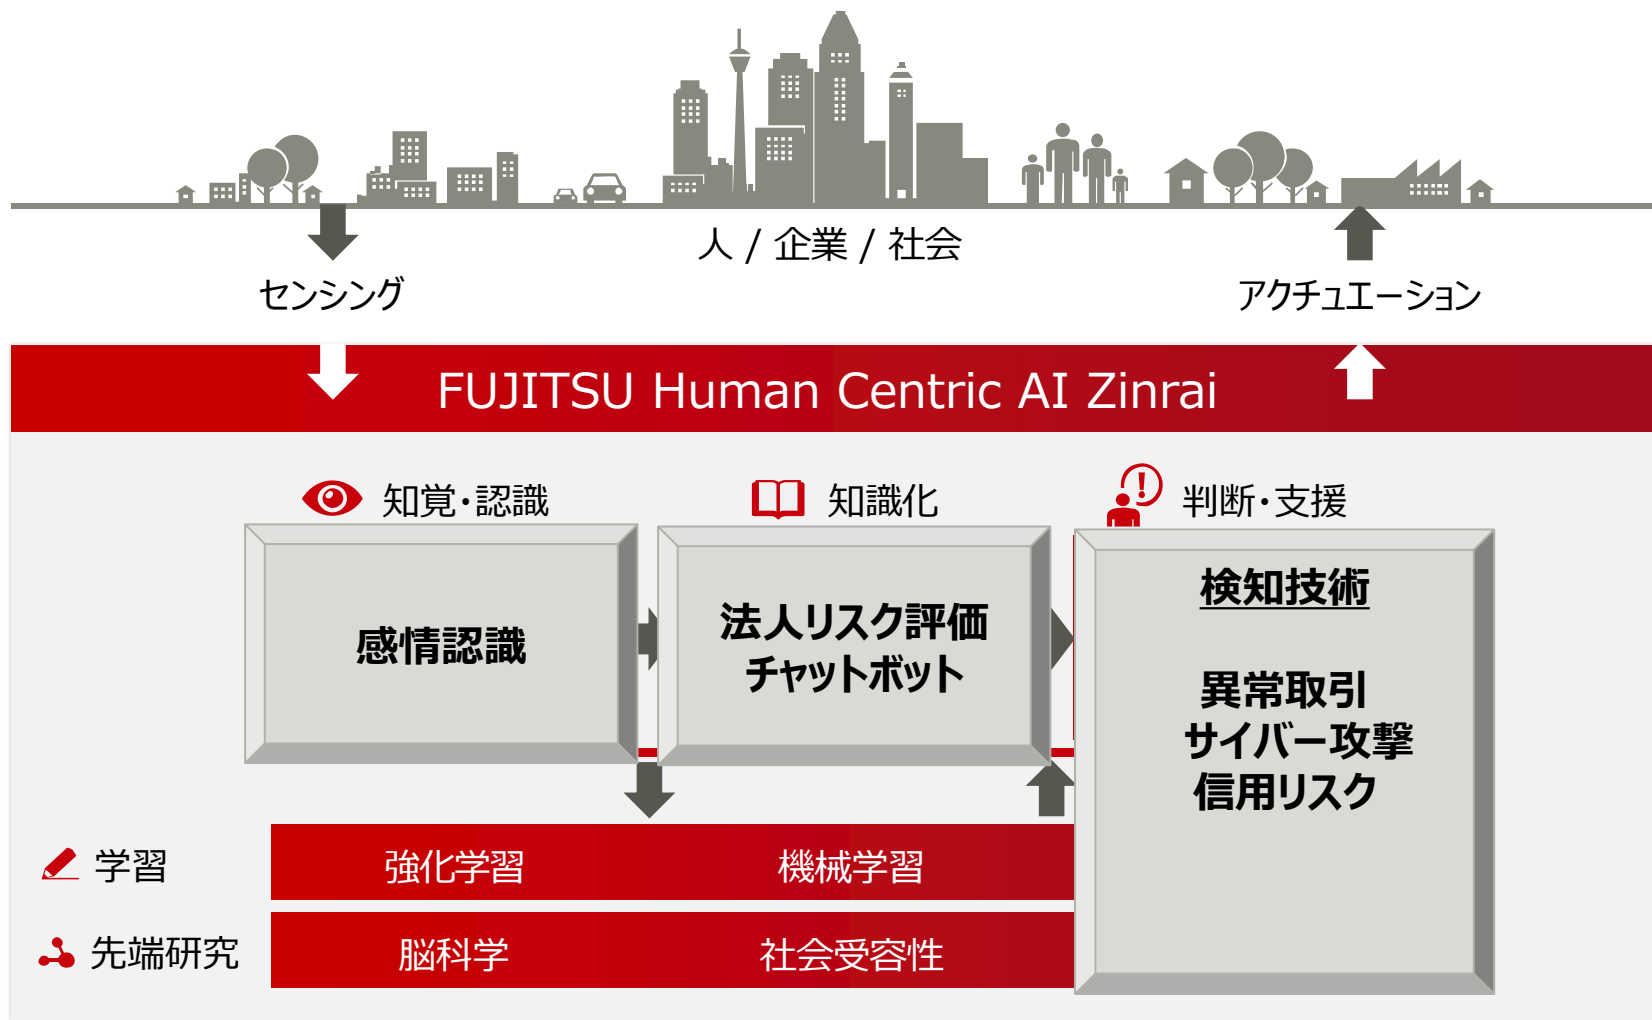 人 / 企業 / 社会
センシング
アクチュエーション
FUJITSU Human Centric AI Zinrai
知覚・認識
知識化
判断・支援
感情認識
法人リスク評価
チャットボット
検知技術
異常取引
サイバー攻撃
信用リスク
学習
強化学習
機械学習
先端研究
脳科学
社会受容性